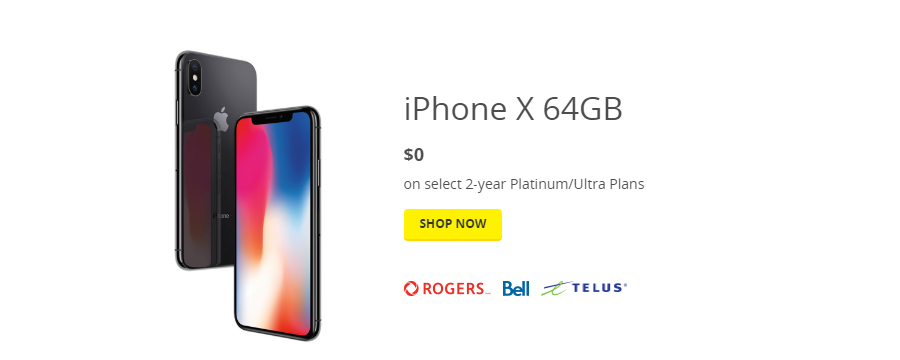 iPhone X 64GB
$0
on select 2-year Platinum/Ultra Plans
SHOP NOW
ROGERS Bell TELUS